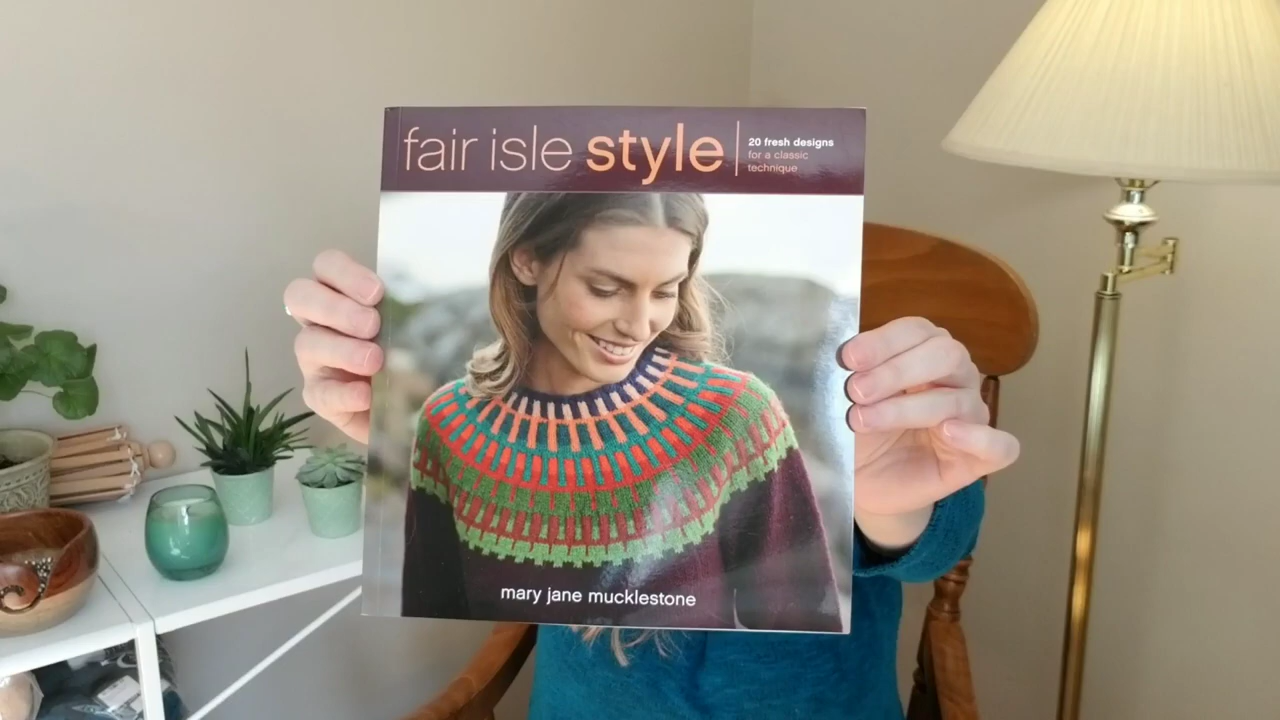 fair isle style
20 fresh designs
for a classic
technique
mary jane mucklestone